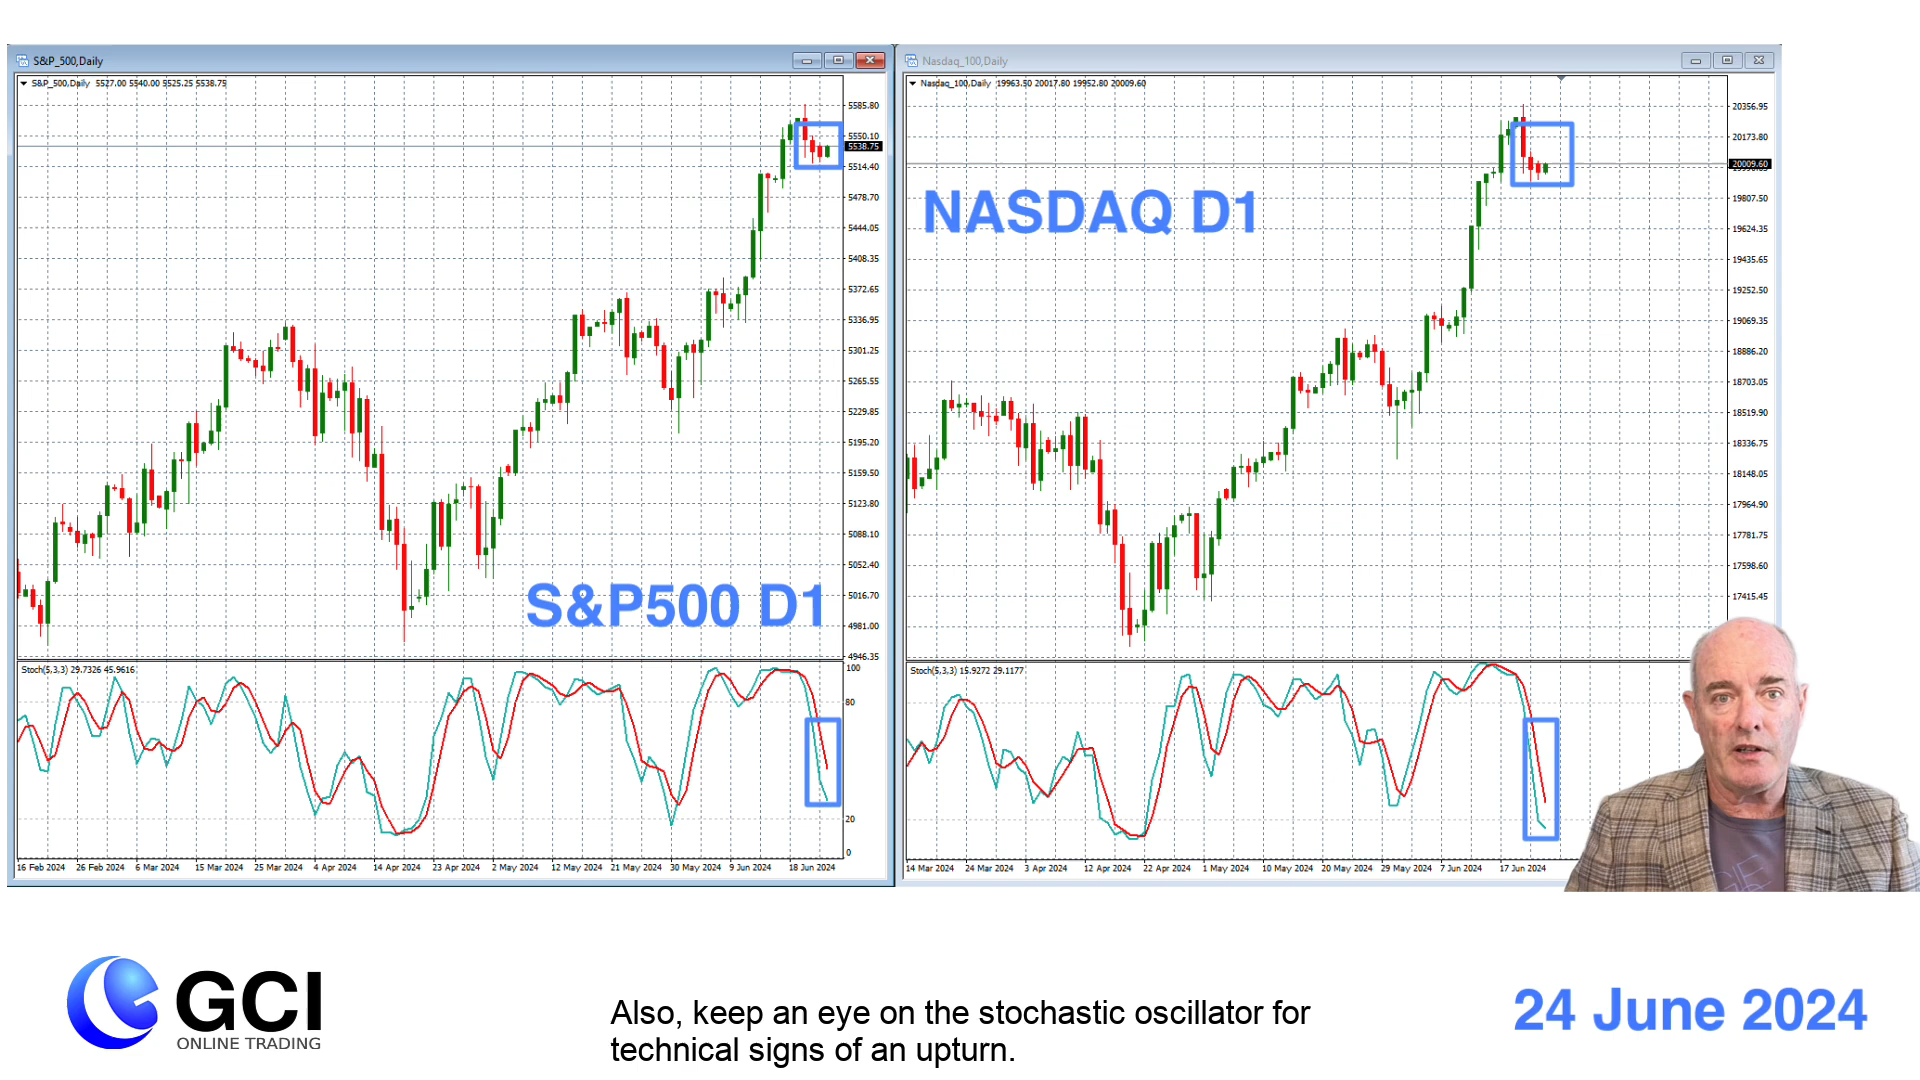 S&P_500,Daily
S&P_500,Daily 5527.00 5540.00 5525.25 5538.75
5585.80
5550.10
5538.75
5514.40
5478.70
5444.05
5408.35
5372.65
5336.95
5301.25
5265.55
5229.85
5195.20
5159.50
5123.80
5088.10
5052.40
5016.70
4981.00
4946.35
S&P500 D1
Stoch(5,3,3) 29.7326 45.9616
100
80
20
0
16 Feb 2024 26 Feb 2024 6 Mar 2024 15 Mar 2024 25 Mar 2024 4 Apr 2024 14 Apr 2024 23 Apr 2024 2 May 2024 12 May 2024 21 May 2024 30 May 2024 9 Jun 2024 18 Jun 2024
Nasdaq_100,Daily
Nasdaq_100,Daily 19963.50 20017.80 19952.80 20009.60
20356.95
20173.80
20009.60
19807.50
19624.35
19435.65
19252.50
19069.35
18886.20
18703.05
18519.90
18336.75
18148.05
17964.90
17781.75
17598.60
17415.45
NASDAQ D1
Stoch(5,3,3) 15.9272 29.1177
14 Mar 2024 24 Mar 2024 3 Apr 2024 12 Apr 2024 22 Apr 2024 1 May 2024 10 May 2024 20 May 2024 29 May 2024 7 Jun 2024 17 Jun 2024
GCI
ONLINE TRADING
Also, keep an eye on the stochastic oscillator for
technical signs of an upturn.
24 June 2024